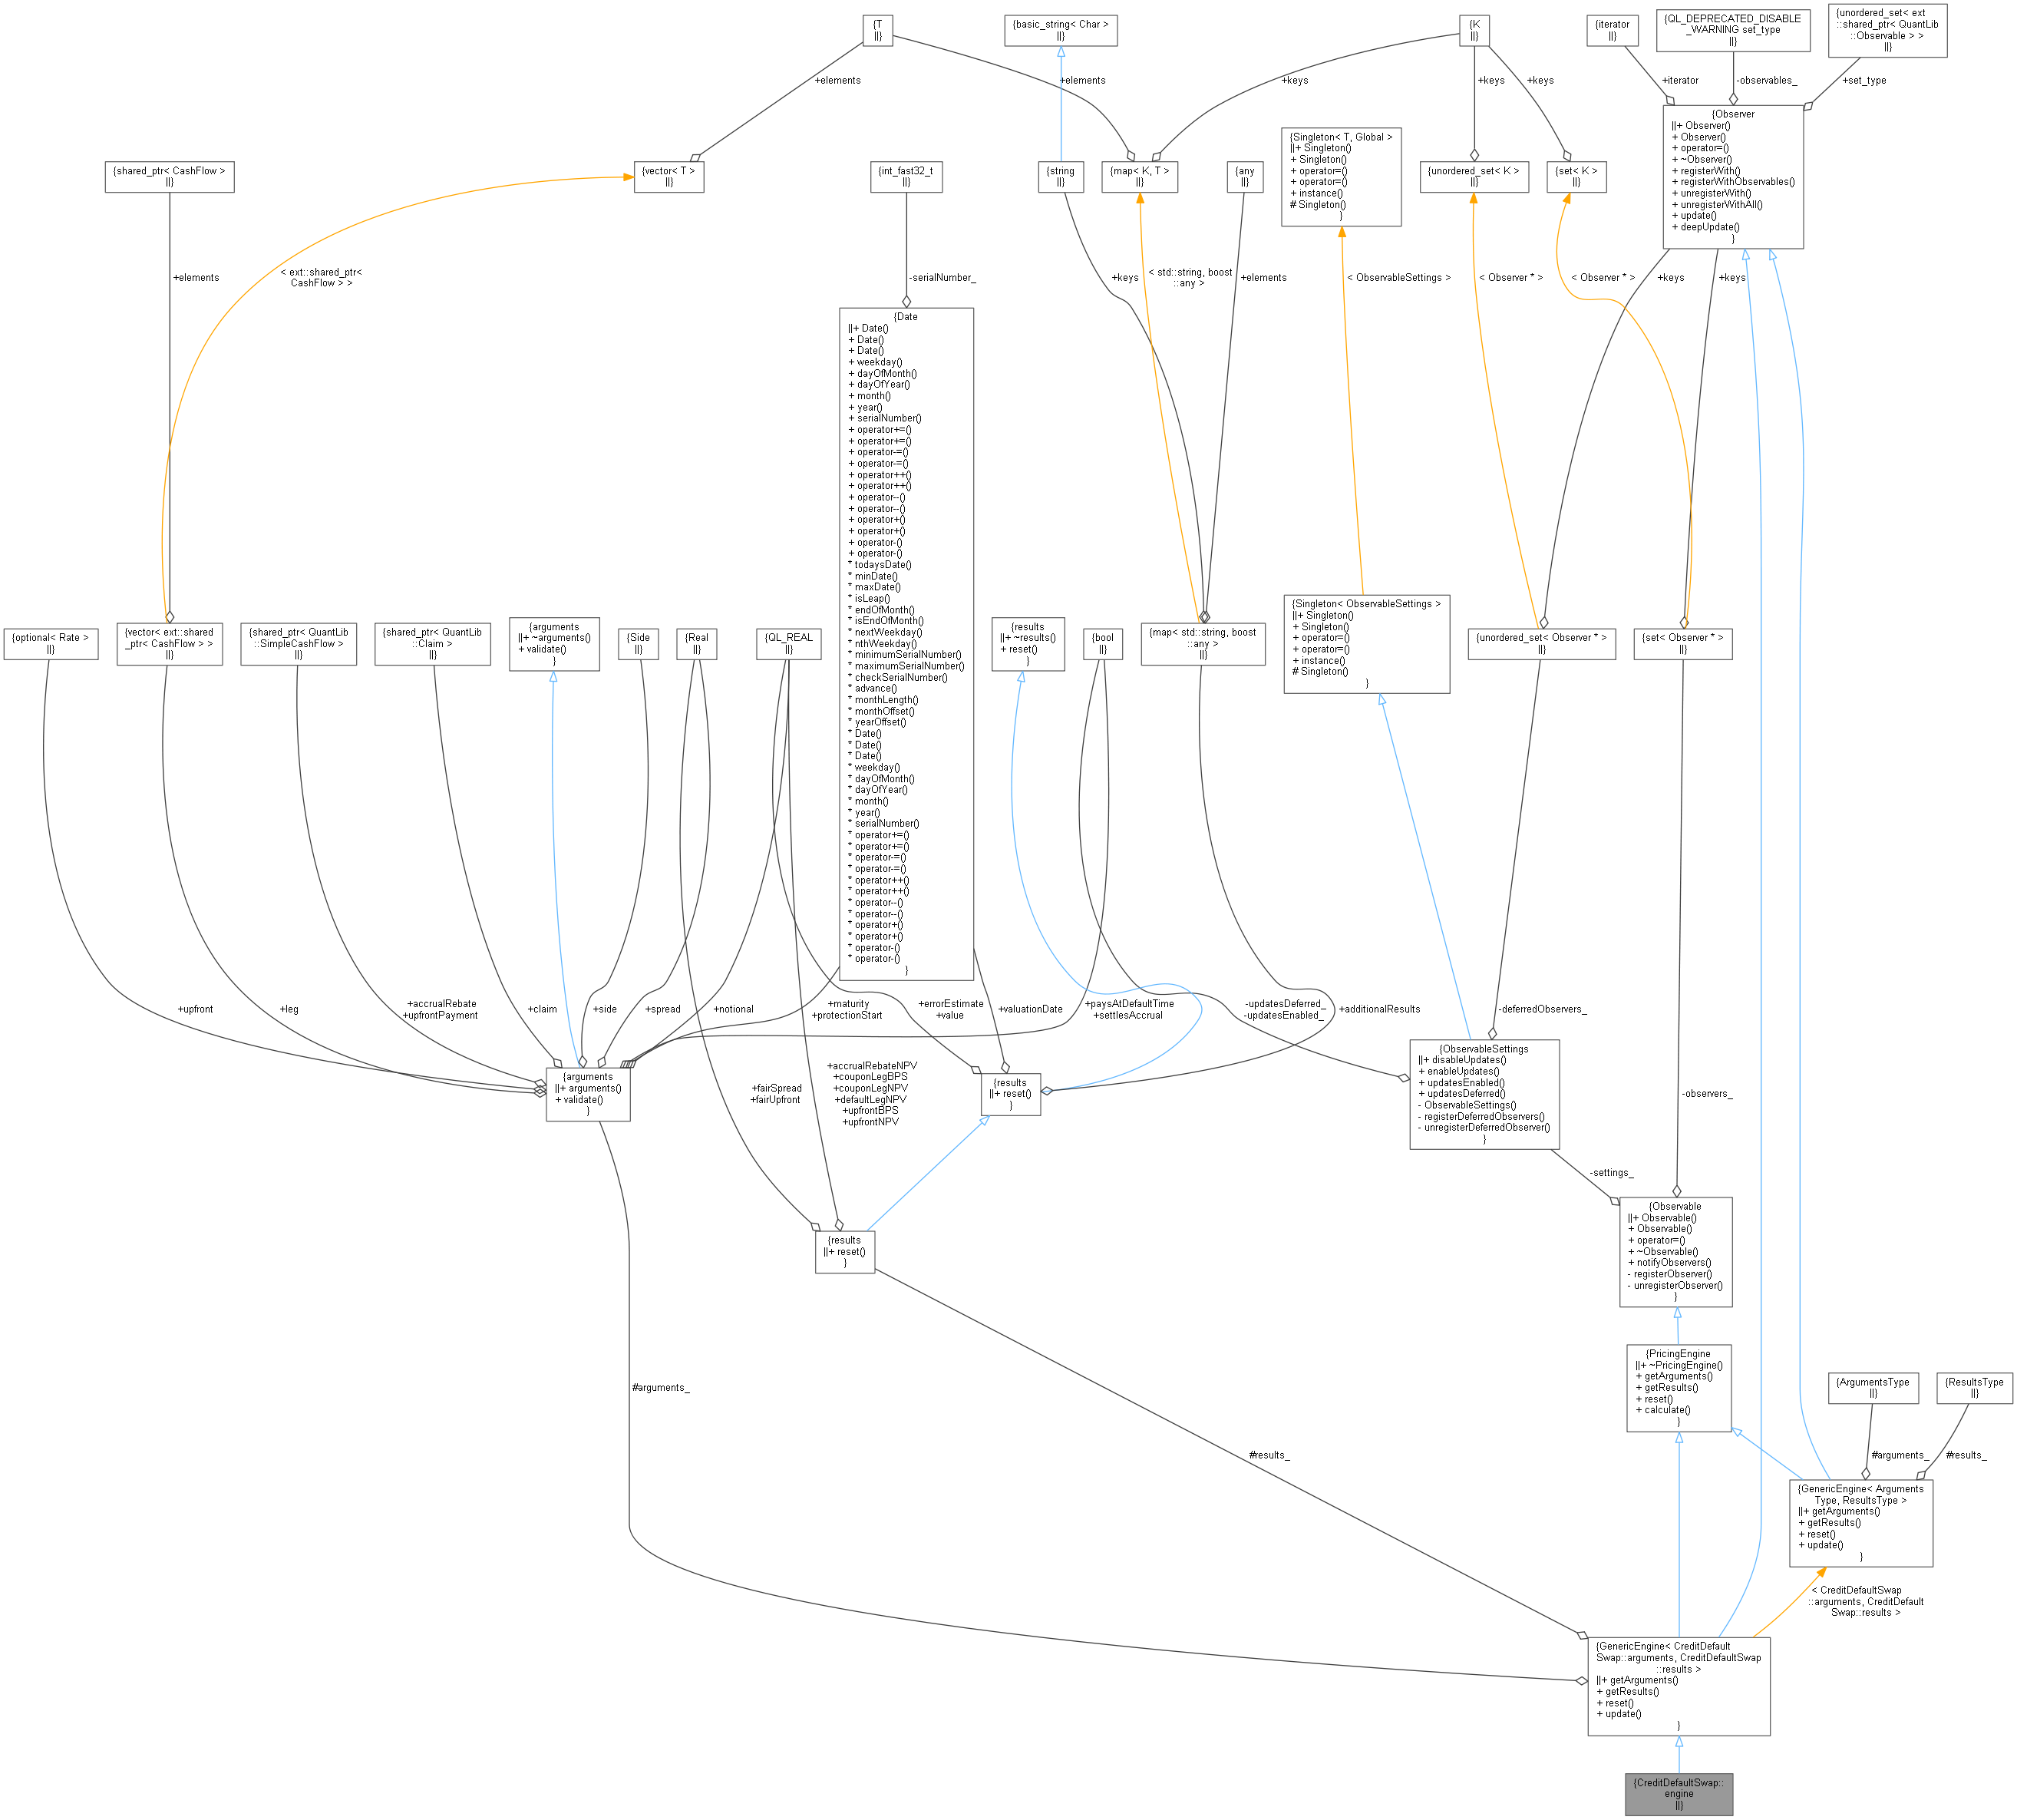 {T
||}
{basic_string< Char >
||}
{K
||}
{iterator
||}
{QL_DEPRECATED_DISABLE
_WARNING set_type
||}
{unordered_set< ext
::shared_ptr< QuantLib
::Observable > >
||}
+elements
+elements
+keys
+keys
+keys
+iterator
-observables_
+set_type
{shared_ptr< CashFlow >
||}
{vector< T >
||}
{int_fast32_t
||}
{string
||}
{map< K, T >
||}
{any
||}
{Singleton< T, Global >
||+ Singleton()
+ Singleton()
+ operator=()
+ operator=()
+ instance()
# Singleton()
}
{unordered_set< K >
||}
{set< K >
||}
{Observer
||+ Observer()
+ Observer()
+ operator=()
+ ~Observer()
+ registerWith()
+ registerWithObservables()
+ unregisterWith()
+ unregisterWithAll()
+ update()
+ deepUpdate()
}
+elements
< ext::shared_ptr<
CashFlow > >
-serialNumber_
+keys
< std::string, boost
::any >
+elements
< ObservableSettings >
< Observer * >
< Observer * >
+keys
+keys
{Date
||+ Date()
+ Date()
+ Date()
+ weekday()
+ dayOfMonth()
+ dayOfYear()
+ month()
+ year()
+ serialNumber()
+ operator+=()
+ operator+=()
+ operator-=()
+ operator-=()
+ operator++()
+ operator++()
+ operator--()
+ operator--()
+ operator+()
+ operator+()
+ operator-()
+ operator-()
* todaysDate()
* minDate()
* maxDate()
* isLeap()
* endOfMonth()
* isEndOfMonth()
* nextWeekday()
* nthWeekday()
* minimumSerialNumber()
* maximumSerialNumber()
* checkSerialNumber()
* advance()
* monthLength()
* monthOffset()
* yearOffset()
* Date()
* Date()
* Date()
* weekday()
* dayOfMonth()
* dayOfYear()
* month()
* year()
* serialNumber()
* operator+=()
* operator+=()
* operator-=()
* operator-=()
* operator++()
* operator++()
* operator--()
* operator--()
* operator+()
* operator+()
* operator-()
* operator-()
}
{optional< Rate >
||}
{vector< ext::shared
_ptr< CashFlow > >
||}
{shared_ptr< QuantLib
::SimpleCashFlow >
||}
{shared_ptr< QuantLib
::Claim >
||}
{arguments
||+ ~arguments()
+ validate()
}
{Side
||}
{Real
||}
{QL_REAL
||}
{results
||+ ~results()
+ reset()
}
{bool
||}
{map< std::string, boost
::any >
||}
{Singleton< ObservableSettings >
||+ Singleton()
+ Singleton()
+ operator=()
+ operator=()
+ instance()
# Singleton()
}
{unordered_set< Observer * >
||}
{set< Observer * >
||}
+upfront
+leg
+accrualRebate
+upfrontPayment
+claim
+side
+spread
+notional
+maturity
+protectionStart
+errorEstimate
+value
+valuationDate
+paysAtDefaultTime
+settlesAccrual
-updatesDeferred_
-updatesEnabled_
+additionalResults
-deferredObservers_
{arguments
||+ arguments()
+ validate()
}
+fairSpread
+fairUpfront
+accrualRebateNPV
+couponLegBPS
+couponLegNPV
+defaultLegNPV
+upfrontBPS
+upfrontNPV
{results
||+ reset()
}
{ObservableSettings
||+ disableUpdates()
+ enableUpdates()
+ updatesEnabled()
+ updatesDeferred()
- ObservableSettings()
- registerDeferredObservers()
- unregisterDeferredObserver()
}
-observers_
-settings_
{results
||+ reset()
}
{Observable
||+ Observable()
+ Observable()
+ operator=()
+ ~Observable()
+ notifyObservers()
- registerObserver()
- unregisterObserver()
}
#arguments_
{PricingEngine
||+ ~PricingEngine()
+ getArguments()
+ getResults()
+ reset()
+ calculate()
}
{ArgumentsType
||}
{ResultsType
||}
#results_
#arguments_
#results_
{GenericEngine< Arguments
Type, ResultsType >
||+ getArguments()
+ getResults()
+ reset()
+ update()
}
< CreditDefaultSwap
::arguments, CreditDefault
Swap::results >
{GenericEngine< CreditDefault
Swap::arguments, CreditDefaultSwap
::results >
||+ getArguments()
+ getResults()
+ reset()
+ update()
}
{CreditDefaultSwap::
engine
||}